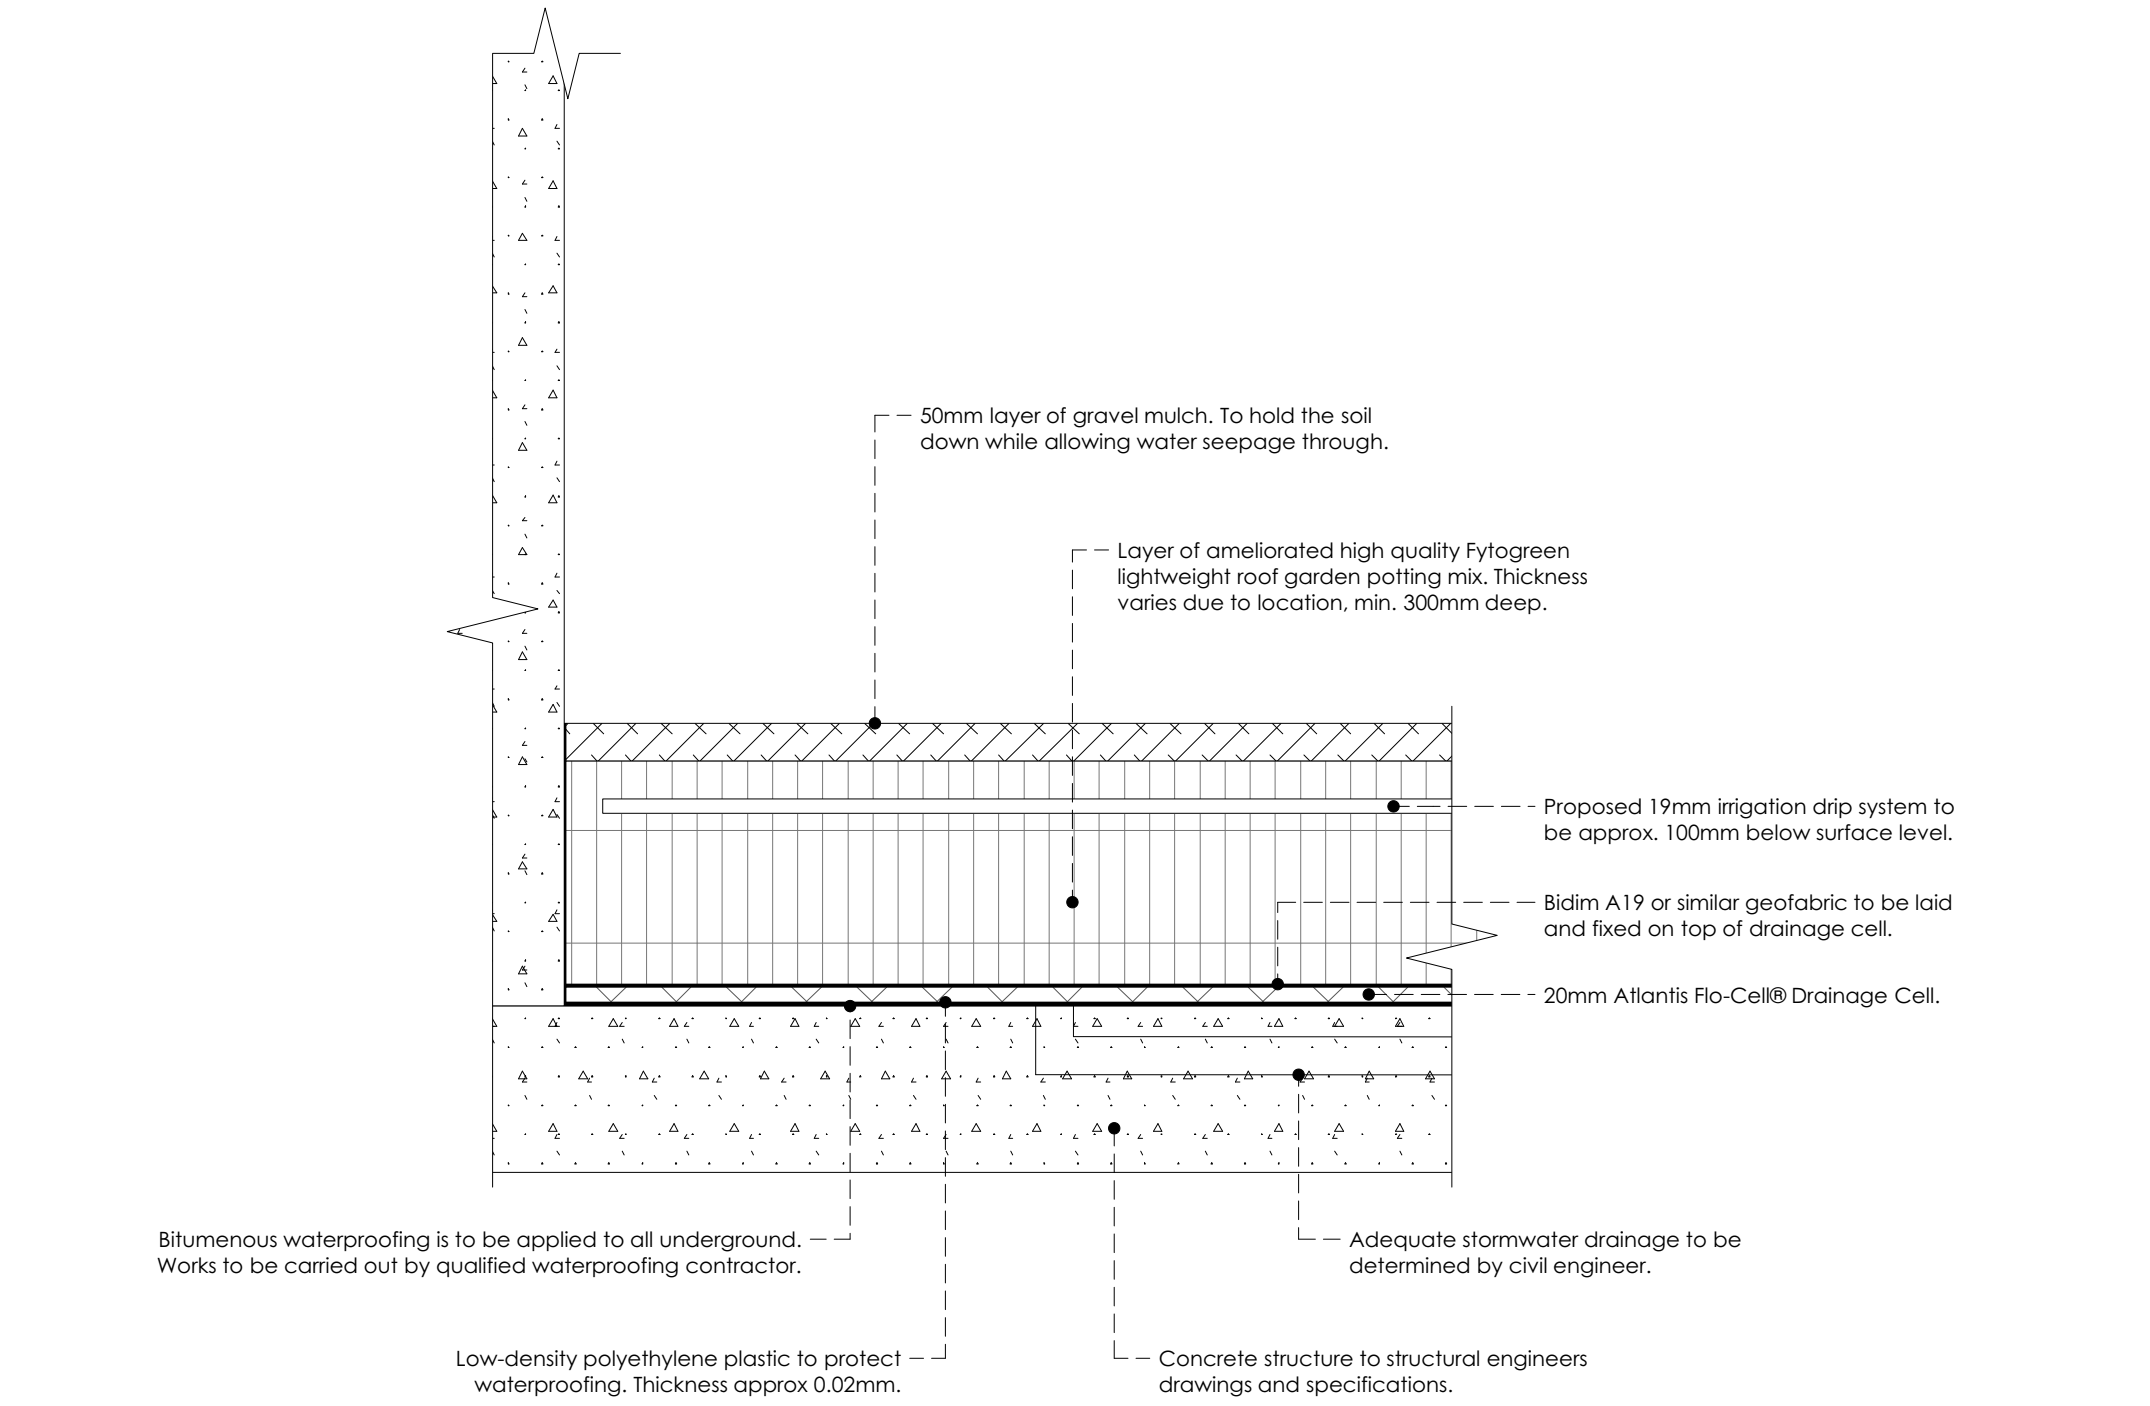 50mm layer of gravel mulch. To hold the soil
down while allowing water seepage through.
Layer of ameliorated high quality Fytogreen
lightweight roof garden potting mix. Thickness
varies due to location, min. 300mm deep.
Proposed 19mm irrigation drip system to
be approx. 100mm below surface level.
Bidim A19 or similar geofabric to be laid
and fixed on top of drainage cell.
20mm Atlantis Flo-Cell® Drainage Cell.
Bitumenous waterproofing is to be applied to all underground.
Works to be carried out by qualified waterproofing contractor.
Adequate stormwater drainage to be
determined by civil engineer.
Low-density polyethylene plastic to protect
waterproofing. Thickness approx 0.02mm.
Concrete structure to structural engineers
drawings and specifications.